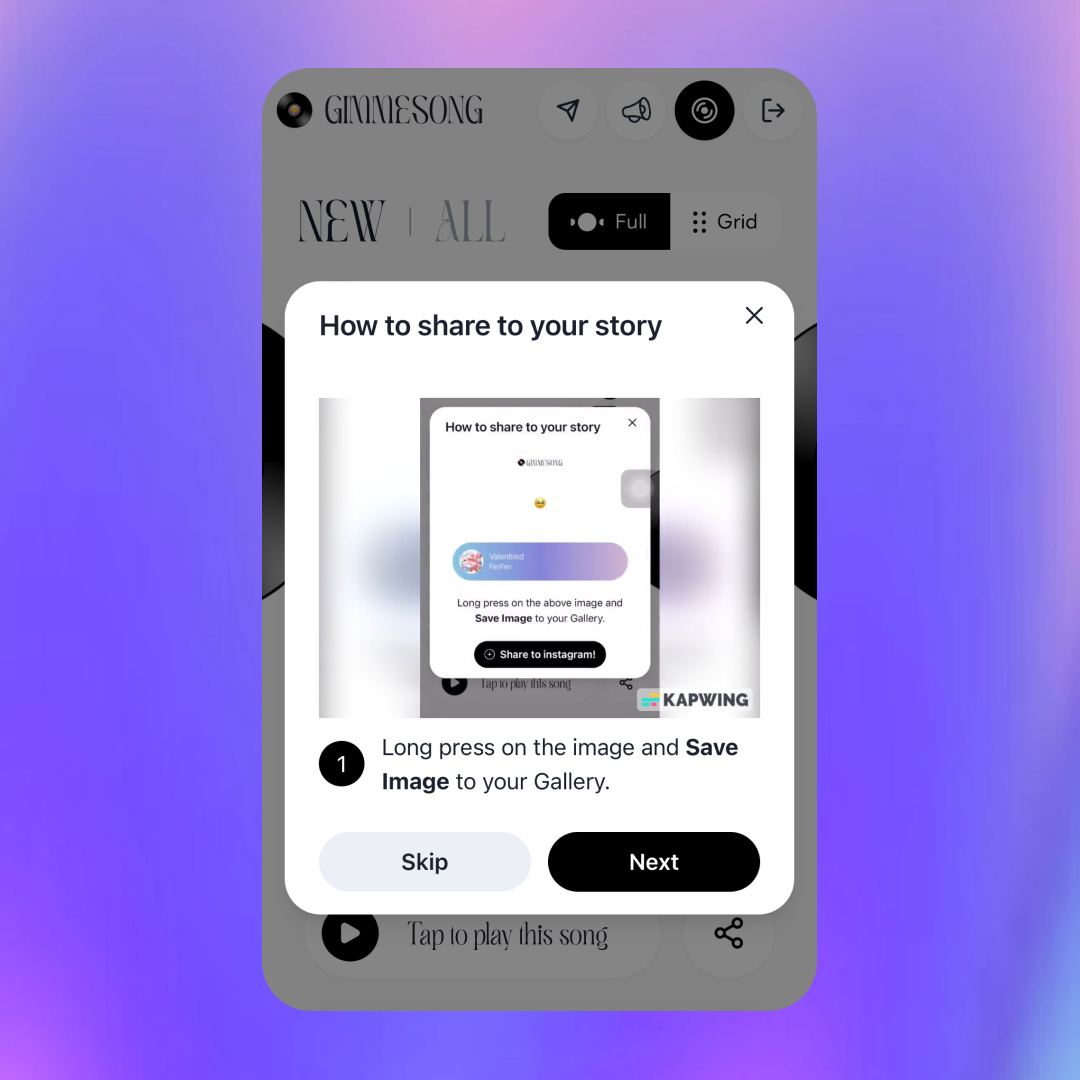 GIMMESONG
NEW | ALL
Full
Grid
How to share to your story
How to share to your story
GIMMESONG
Valentired
FenFen
Long press on the above image and
Save Image to your Gallery.
Share to instagram!
Tap to play this song
KAPWING
1
Long press on the image and Save
Image to your Gallery.
Skip
Next
Tap to play this song